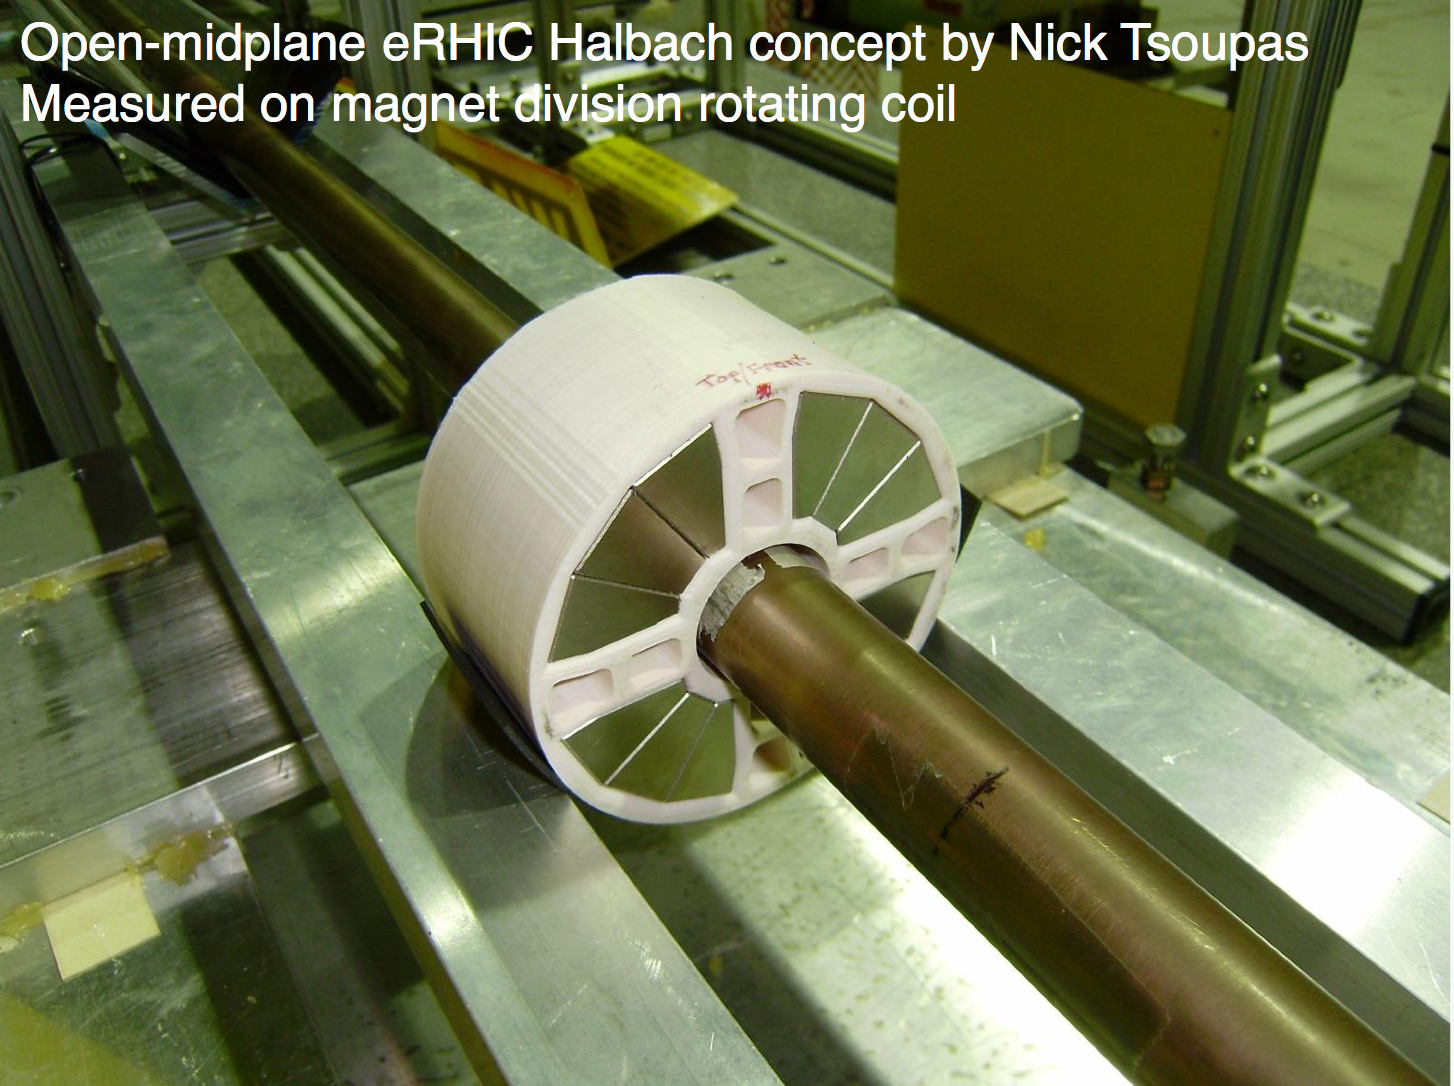 Open-midplane eRHIC Halbach concept by Nick Tsoupas
Measured on magnet division rotating coil
Top/Front